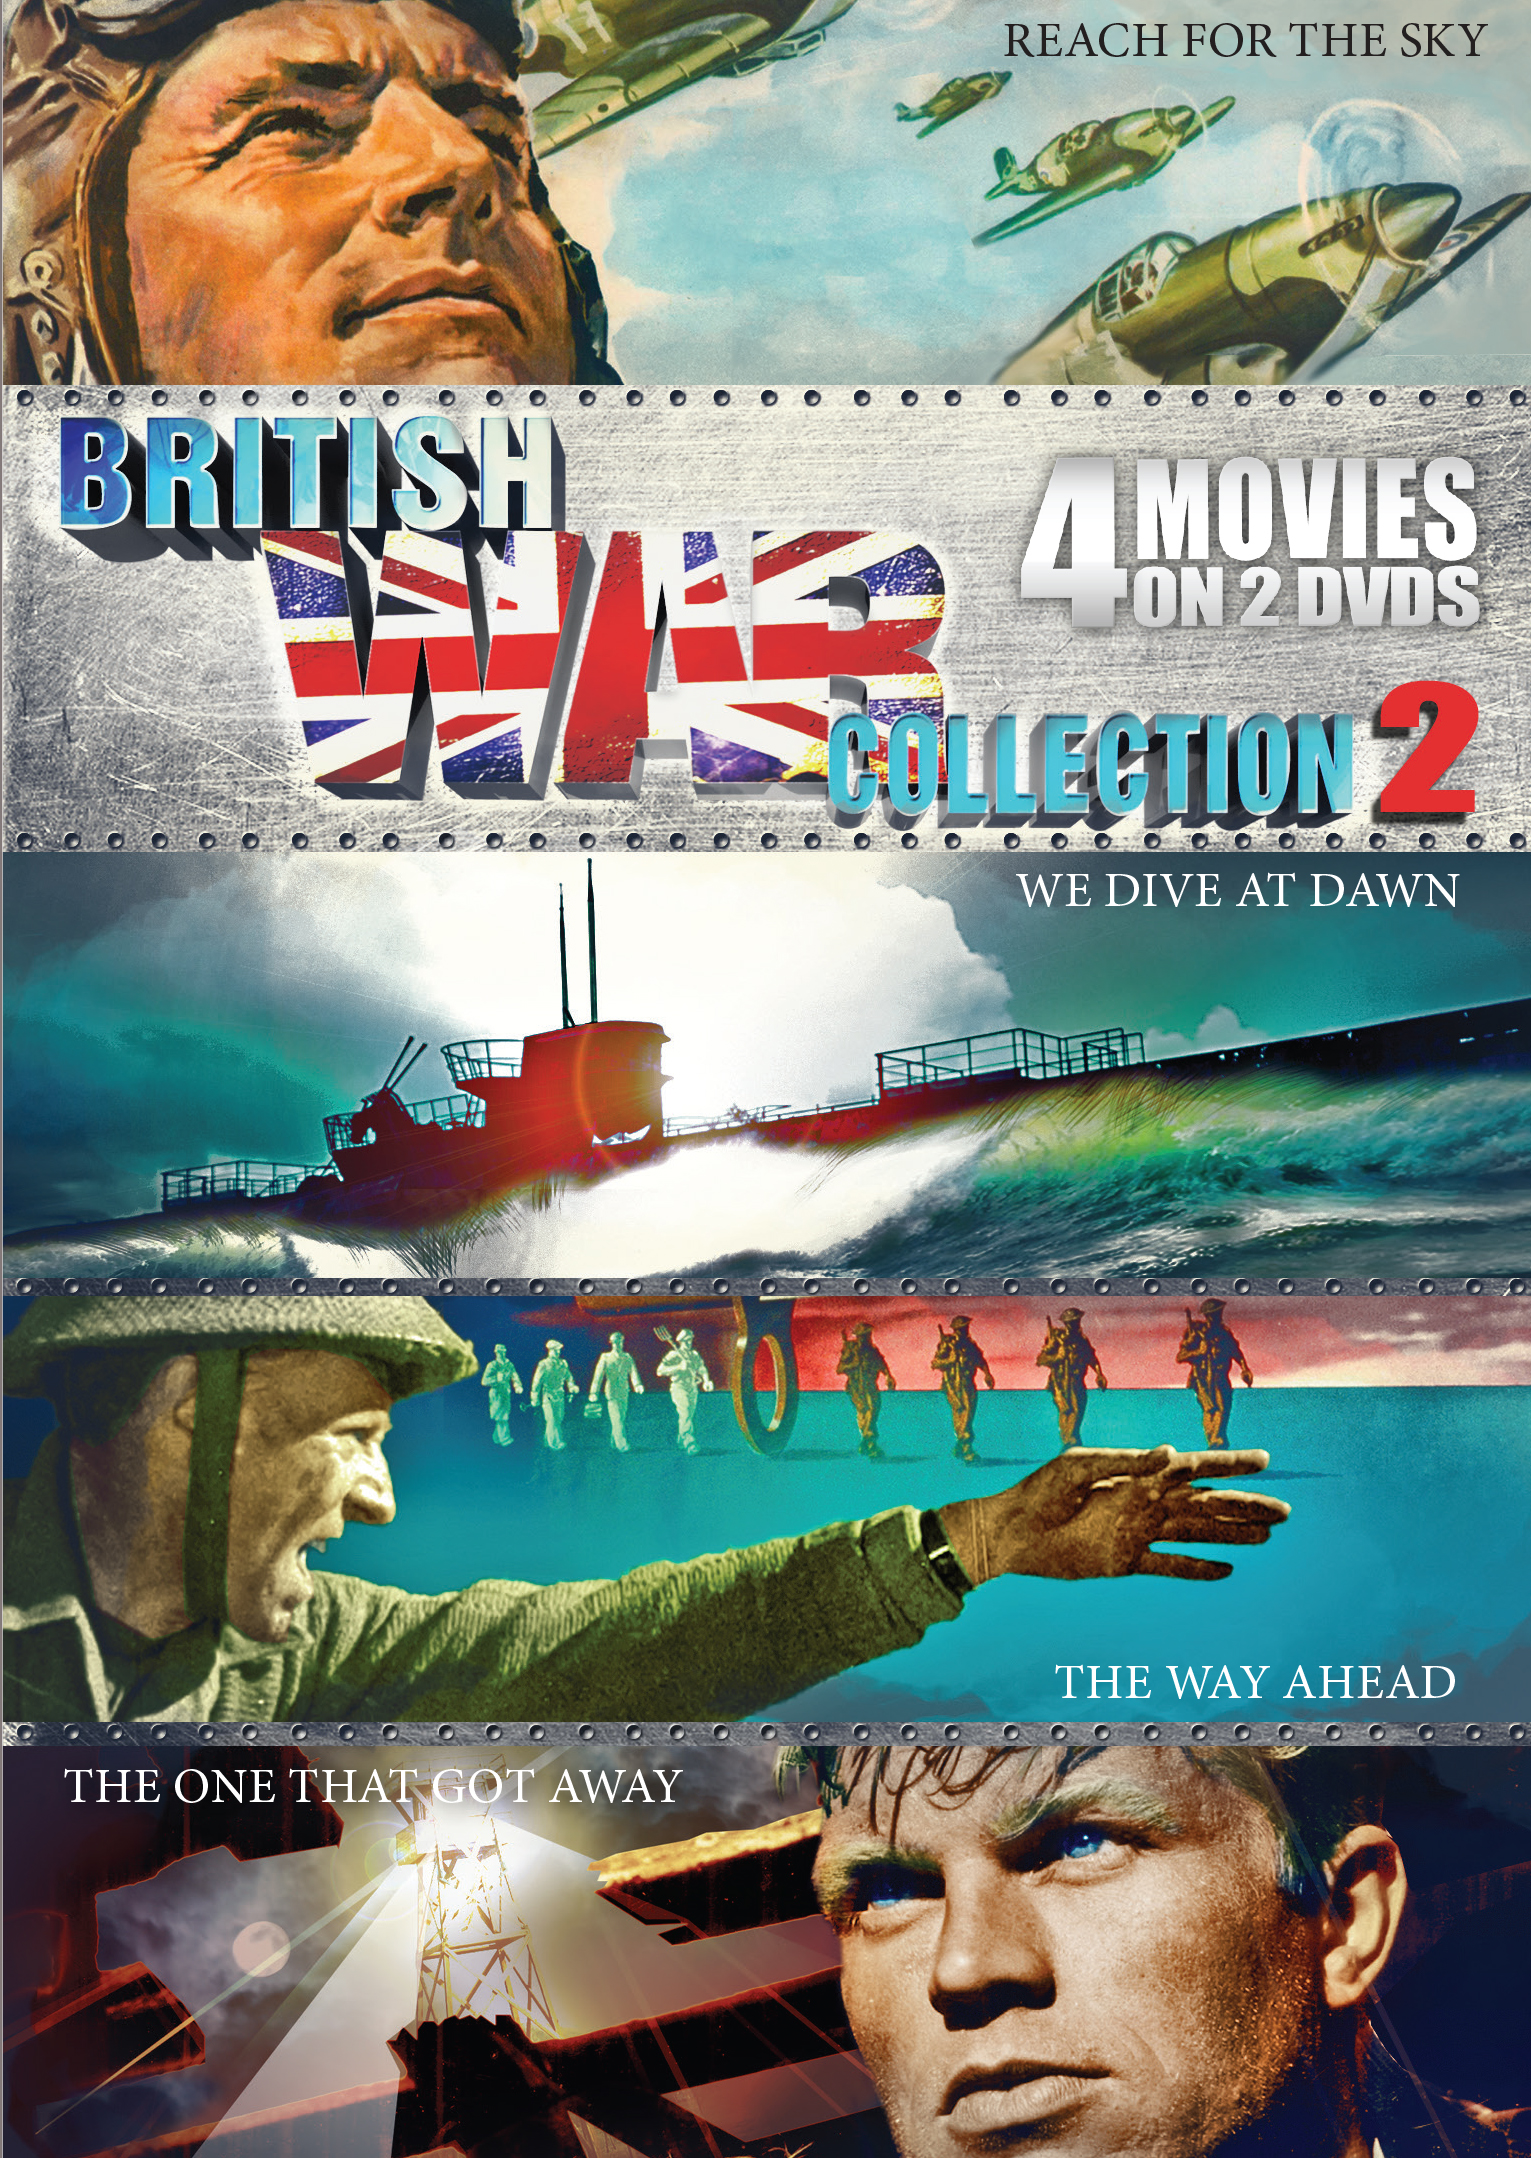 REACH FOR THE SKY
BRITISH
WAR
COLLECTION 2
4 MOVIES
ON 2 DVDS
WE DIVE AT DAWN
THE WAY AHEAD
THE ONE THAT GOT AWAY